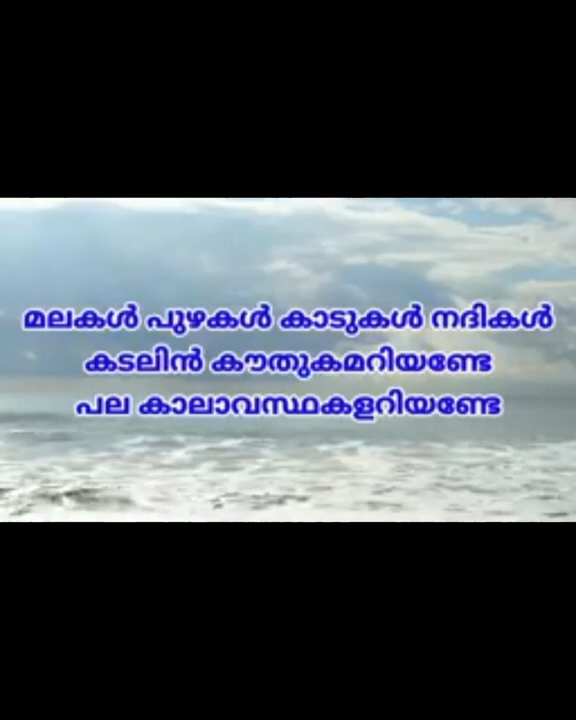 മലകൾ പുഴകൾ കാടുകൾ നദികൾ
കടലിൻ കൗതുകമറിയണ്ടേ
പല കാലാവസ്ഥകളറിയണ്ടേ